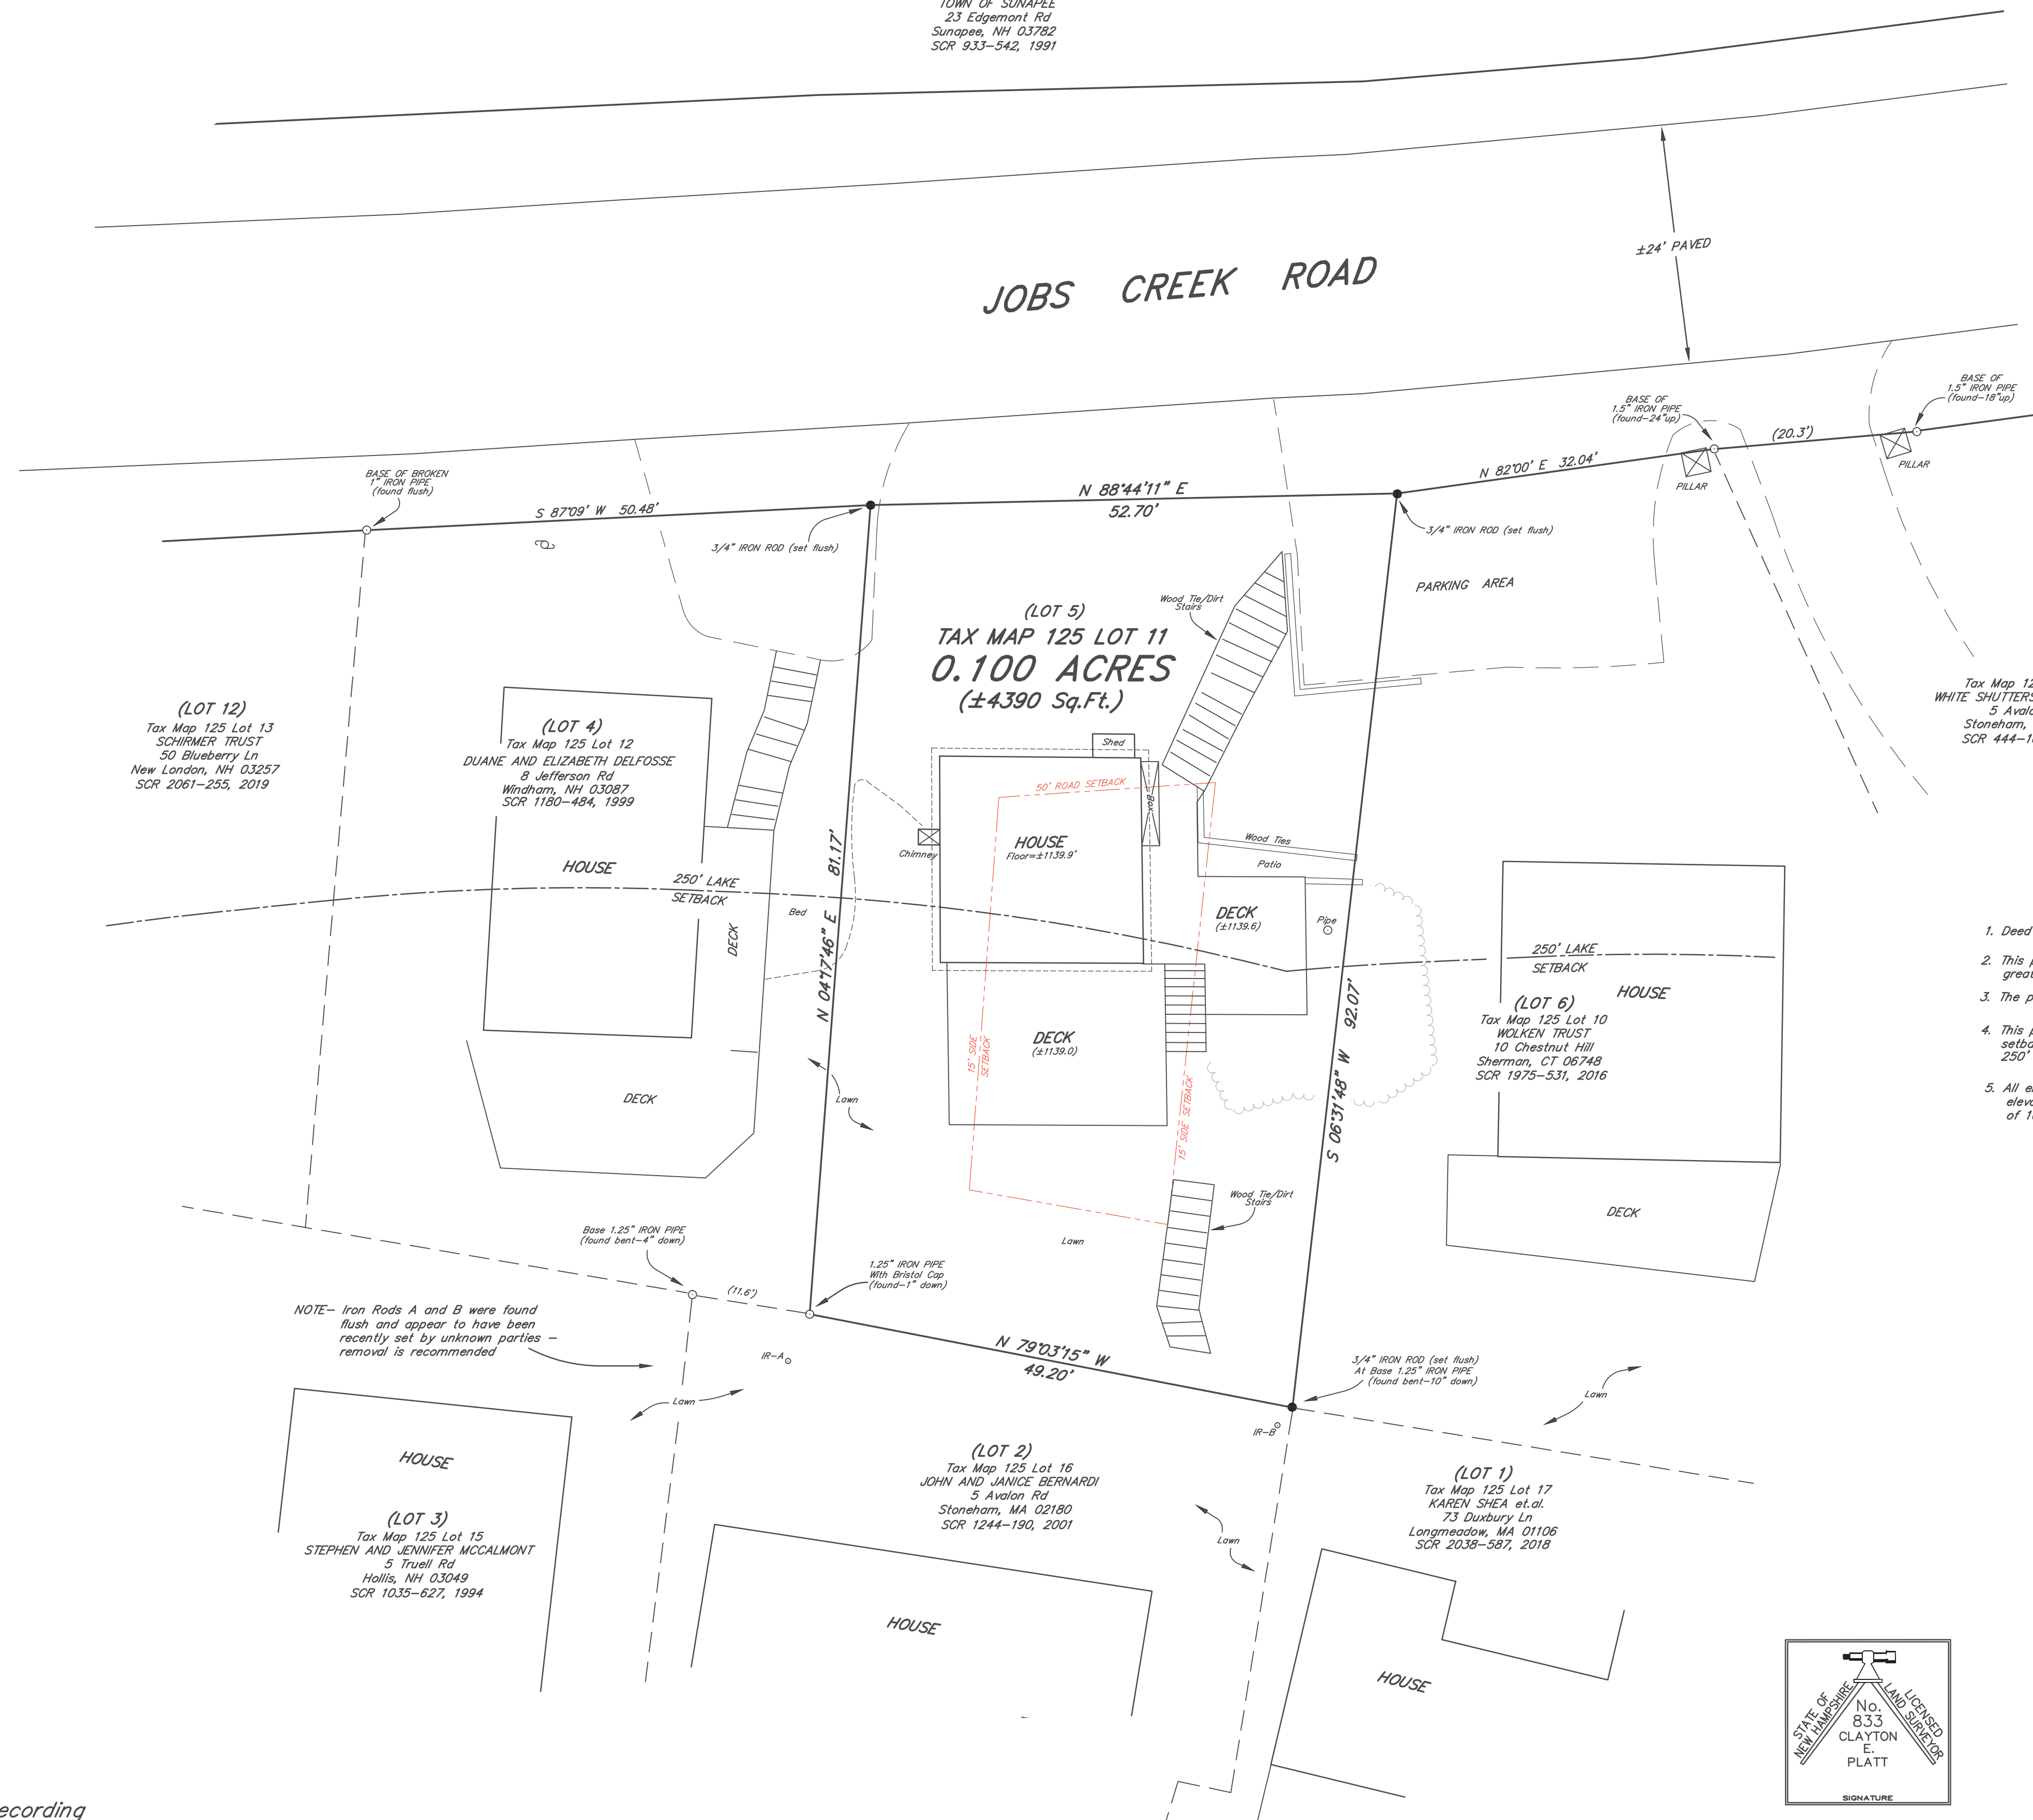 TOWN OF SUNAPEE
23 Edgemont Rd
Sunapee, NH 03782
SCR 933-542, 1991
±24' PAVED
JOBS CREEK ROAD
BASE OF
1.5" IRON PIPE
(found-18"up)
BASE OF
1.5" IRON PIPE
(found-24"up)
(20.3')
PILLAR
PILLAR
N 82°00' E 32.04'
BASE OF BROKEN
1" IRON PIPE
(found flush)
S 87°09' W 50.48'
N 88°44'11" E
52.70'
3/4" IRON ROD (set flush)
3/4" IRON ROD (set flush)
PARKING AREA
(LOT 5)
TAX MAP 125 LOT 11
0.100 ACRES
(±4390 Sq.Ft.)
Wood Tie/Dirt
Stairs
(LOT 12)
Tax Map 125 Lot 13
SCHIRMER TRUST
50 Blueberry Ln
New London, NH 03257
SCR 2061-255, 2019
(LOT 4)
Tax Map 125 Lot 12
DUANE AND ELIZABETH DELFOSSE
8 Jefferson Rd
Windham, NH 03087
SCR 1180-484, 1999
HOUSE
250' LAKE
SETBACK
DECK
Bed
DECK
Tax Map 12
WHITE SHUTTERS
5 Avalo
Stoneham,
SCR 444-1
Shed
50' ROAD SETBACK
Box
HOUSE
Floor=±1139.9'
Chimney
Wood Ties
Patio
DECK
(±1139.6)
Pipe
81.17'
N 04°17'46" E
DECK
(±1139.0)
15' SIDE
SETBACK
15' SIDE SETBACK
92.07'
S 06°31'48" W
Lawn
250' LAKE
SETBACK
HOUSE
(LOT 6)
Tax Map 125 Lot 10
WOLKEN TRUST
10 Chestnut Hill
Sherman, CT 06748
SCR 1975-531, 2016
DECK
1. Deed
2. This p
great
3. The p
4. This p
setba
250'
5. All e
eleva
of 1
Wood Tie/Dirt
Stairs
Lawn
Base 1.25" IRON PIPE
(found bent-4" down)
(11.6')
1.25" IRON PIPE
With Bristol Cap
(found-1" down)
NOTE- Iron Rods A and B were found
flush and appear to have been
recently set by unknown parties -
removal is recommended
IR-A
N 79°03'15" W
49.20'
3/4" IRON ROD (set flush)
At Base 1.25" IRON PIPE
(found bent-10" down)
Lawn
Lawn
IR-B
HOUSE
(LOT 3)
Tax Map 125 Lot 15
STEPHEN AND JENNIFER MCCALMONT
5 Truell Rd
Hollis, NH 03049
SCR 1035-627, 1994
(LOT 2)
Tax Map 125 Lot 16
JOHN AND JANICE BERNARDI
5 Avalon Rd
Stoneham, MA 02180
SCR 1244-190, 2001
HOUSE
Lawn
(LOT 1)
Tax Map 125 Lot 17
KAREN SHEA et.al.
73 Duxbury Ln
Longmeadow, MA 01106
SCR 2038-587, 2018
HOUSE
STATE OF
NEW HAMPSHIRE
LICENSED
LAND SURVEYOR
No.
833
CLAYTON
E.
PLATT
SIGNATURE
ecording